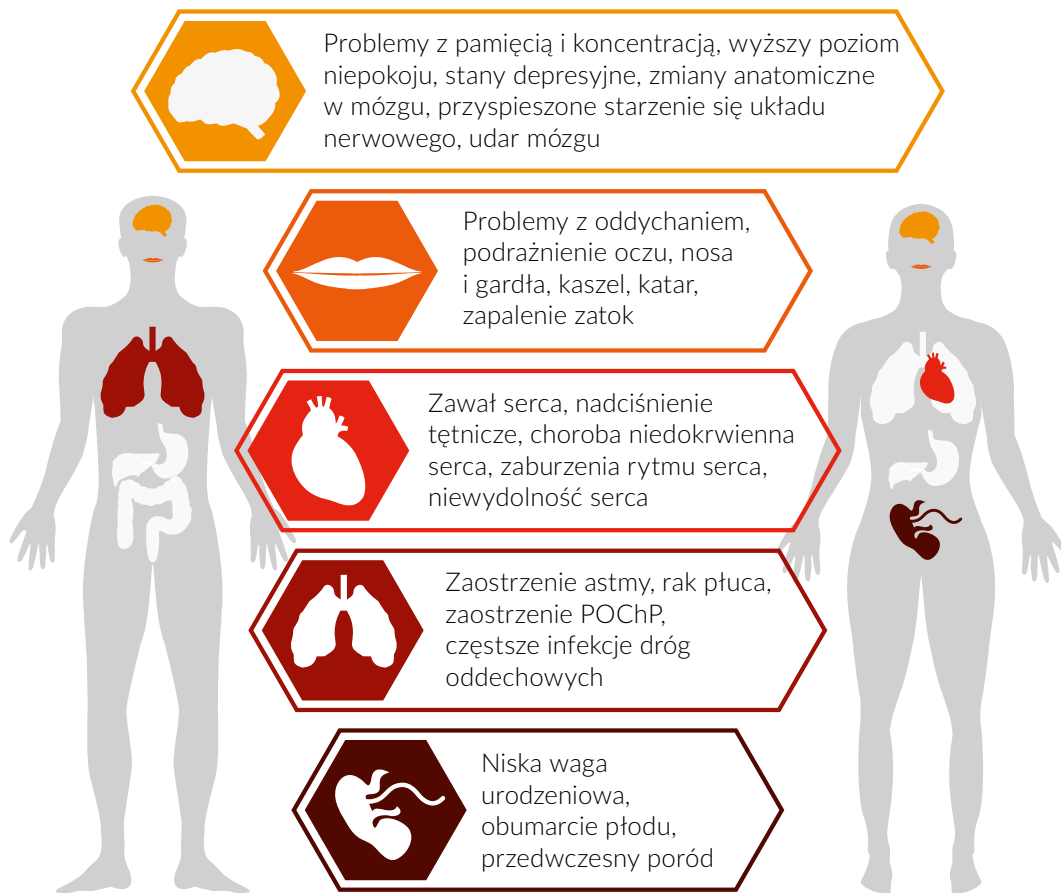 Problemy z pamięcią i koncentracją, wyższy poziom
niepokoju, stany depresyjne, zmiany anatomiczne
w mózgu, przyspieszone starzenie się układu
nerwowego, udar mózgu
Problemy z oddychaniem,
podrażnienie oczu, nosa
i gardła, kaszel, katar,
zapalenie zatok
Zawał serca, nadciśnienie
tętnicze, choroba niedokrwienna
serca, zaburzenia rytmu serca,
niewydolność serca
Zaostrzenie astmy, rak płuca,
zaostrzenie POChP,
częstsze infekcje dróg
oddechowych
Niska waga
urodzeniowa,
obumarcie płodu,
przedwczesny poród